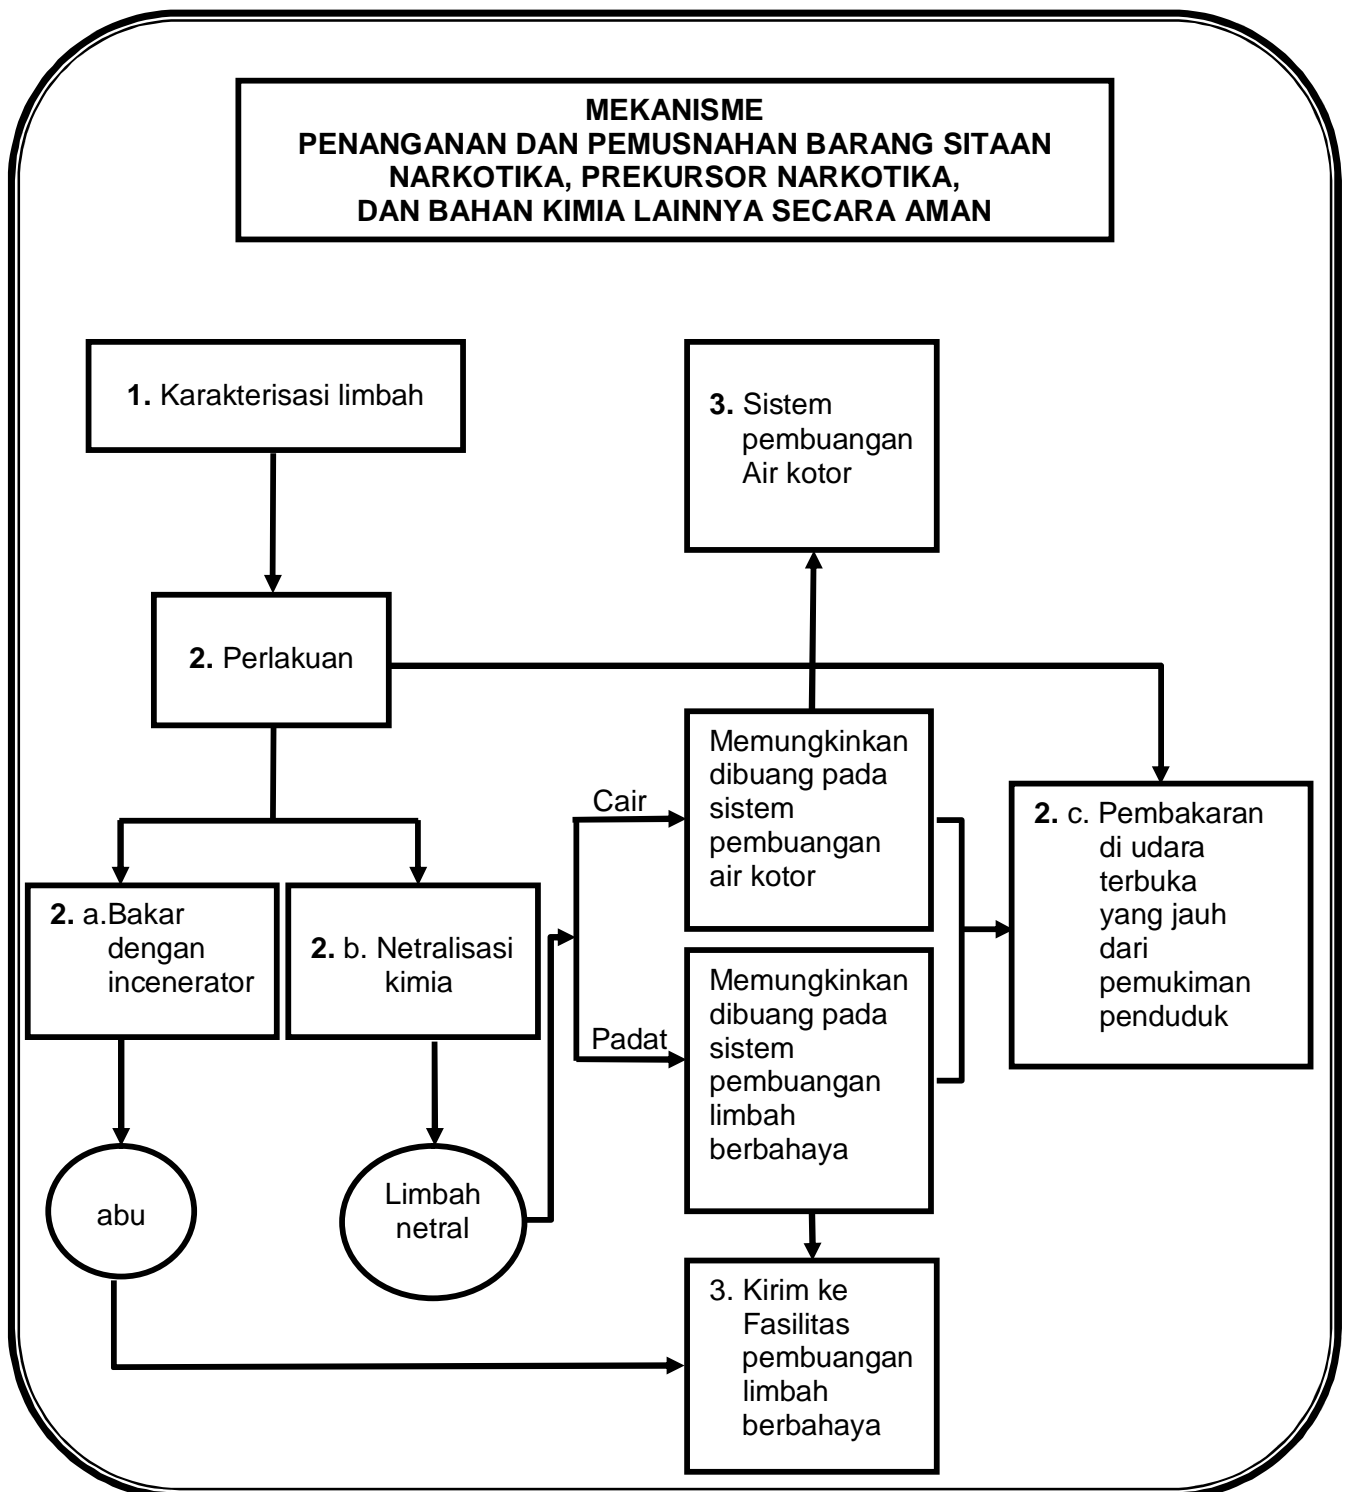 MEKANISME
PENANGANAN DAN PEMUSNAHAN BARANG SITAAN
NARKOTIKA, PREKURSOR NARKOTIKA,
DAN BAHAN KIMIA LAINNYA SECARA AMAN
1. Karakterisasi limbah
3. Sistem
pembuangan
Air kotor
2. Perlakuan
Memungkinkan
dibuang pada
sistem
pembuangan
air kotor
Cair
2. c. Pembakaran
di udara
terbuka
yang jauh
dari
pemukiman
penduduk
2. a.Bakar
dengan
incenerator
2. b. Netralisasi
kimia
Padat
Memungkinkan
dibuang pada
sistem
pembuangan
limbah
berbahaya
abu
Limbah
netral
3. Kirim ke
Fasilitas
pembuangan
limbah
berbahaya